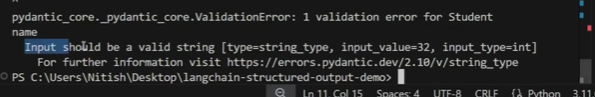 pydantic_core._pydantic_core.ValidationError: 1 validation error for Student
name
Input should be a valid string [type=string_type, input_value=32, input_type=int]
For further information visit https://errors.pydantic.dev/2.10/v/string_type
PS C:\Users\Nitish\Desktop\langchain-structured-output-demo>
Ln 11, Col 15 Spaces: 4 UTF-8 CRLF {} Python 3.11